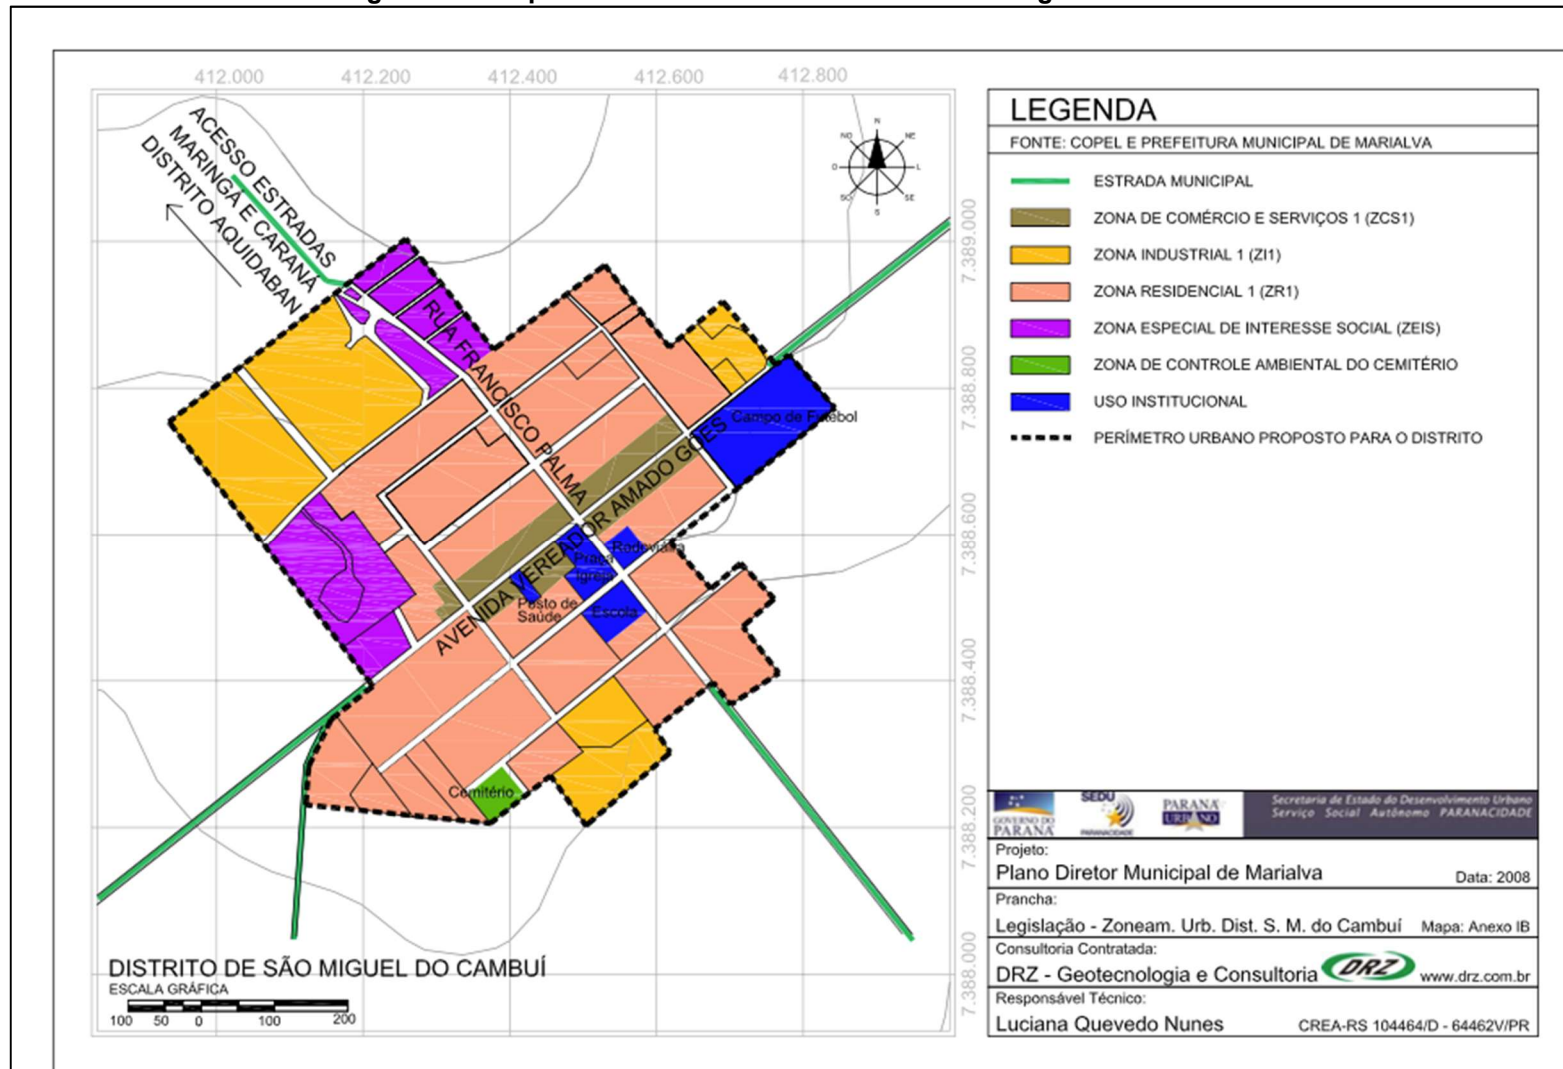 412.000 412.200 412.400 412.600 412.800
ACESSO ESTRADAS
MARINGÁ E CARANÁ
DISTRITO AQUIDABAN
N
NE
L
SE
S
SO
O
NO
7.389.000
7.388.800
7.388.600
7.388.400
7.388.200
7.388.000
RUA FRANCISCO PALMA
AVENIDA VEREADOR AMADO GOES
Campo de Futebol
Rodoviária
Praça
Igreja
Posto de
Saúde
Escola
Cemitério
DISTRITO DE SÃO MIGUEL DO CAMBUÍ
ESCALA GRÁFICA
100 50 0 100 200
LEGENDA
FONTE: COPEL E PREFEITURA MUNICIPAL DE MARIALVA
ESTRADA MUNICIPAL
ZONA DE COMÉRCIO E SERVIÇOS 1 (ZCS1)
ZONA INDUSTRIAL 1 (ZI1)
ZONA RESIDENCIAL 1 (ZR1)
ZONA ESPECIAL DE INTERESSE SOCIAL (ZEIS)
ZONA DE CONTROLE AMBIENTAL DO CEMITÉRIO
USO INSTITUCIONAL
PERÍMETRO URBANO PROPOSTO PARA O DISTRITO
GOVERNO DO
PARANÁ
SEDU
PARANACIDADE
PARANÁ
URBANO
Secretaria de Estado do Desenvolvimento Urbano
Serviço Social Autônomo PARANACIDADE
Projeto:
Plano Diretor Municipal de Marialva Data: 2008
Prancha:
Legislação - Zoneam. Urb. Dist. S. M. do Cambuí Mapa: Anexo IB
Consultoria Contratada:
DRZ - Geotecnologia e Consultoria DRZ www.drz.com.br
Responsável Técnico:
Luciana Quevedo Nunes CREA-RS 104464/D - 64462V/PR